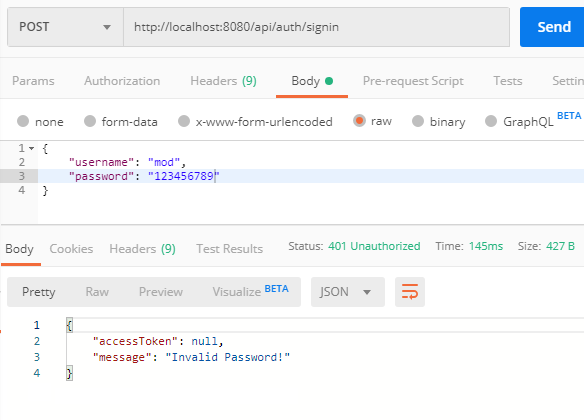 POST http://localhost:8080/api/auth/signin Send
Params Authorization Headers (9) Body Pre-request Script Tests Settin
none form-data x-www-form-urlencoded raw binary GraphQL BETA
1 {
2 "username": "mod",
3 "password": "123456789"
4 }
Body Cookies Headers (9) Test Results Status: 401 Unauthorized Time: 145ms Size: 427 B
Pretty Raw Preview Visualize BETA JSON
1 {
2 "accessToken": null,
3 "message": "Invalid Password!"
4 }